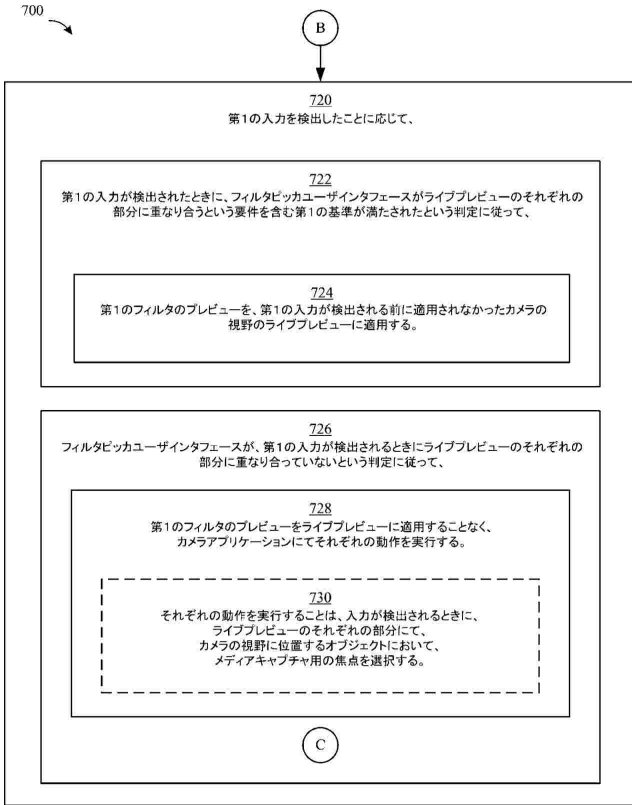 700
B
720
第1の入力を検出したことに応じて、
722
第1の入力が検出されたときに、フィルタピッカユーザインタフェースがライブプレビューのそれぞれの
部分に重なり合うという要件を含む第1の基準が満たされたという判定に従って、
724
第1のフィルタのプレビューを、第1の入力が検出される前に適用されなかったカメラの
視野のライブプレビューに適用する。
726
フィルタピッカユーザインタフェースが、第1の入力が検出されるときにライブプレビューのそれぞれの
部分に重なり合っていないという判定に従って、
728
第1のフィルタのプレビューをライブプレビューに適用することなく、
カメラアプリケーションにてそれぞれの動作を実行する。
730
それぞれの動作を実行することは、入力が検出されるときに、
ライブプレビューのそれぞれの部分にて、
カメラの視野に位置するオブジェクトにおいて、
メディアキャプチャ用の焦点を選択する。
C